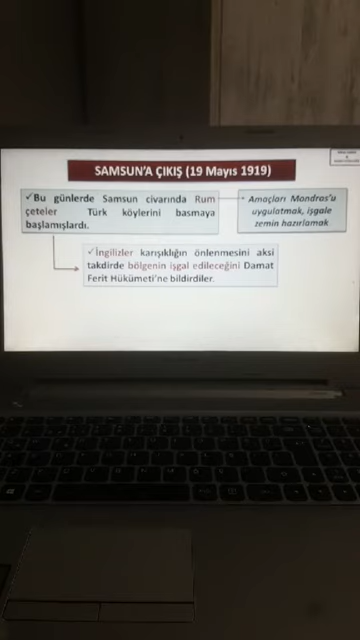 SAMSUN'A ÇIKIŞ (19 Mayıs 1919)
✓Bu günlerde Samsun civarında Rum
çeteler Türk köylerini basmaya
başlamışlardı.
Amaçları Mondros'u
uygulatmak, işgale
zemin hazırlamak
✓İngilizler karışıklığın önlenmesini aksi
takdirde bölgenin işgal edileceğini Damat
Ferit Hükümeti'ne bildirdiler.